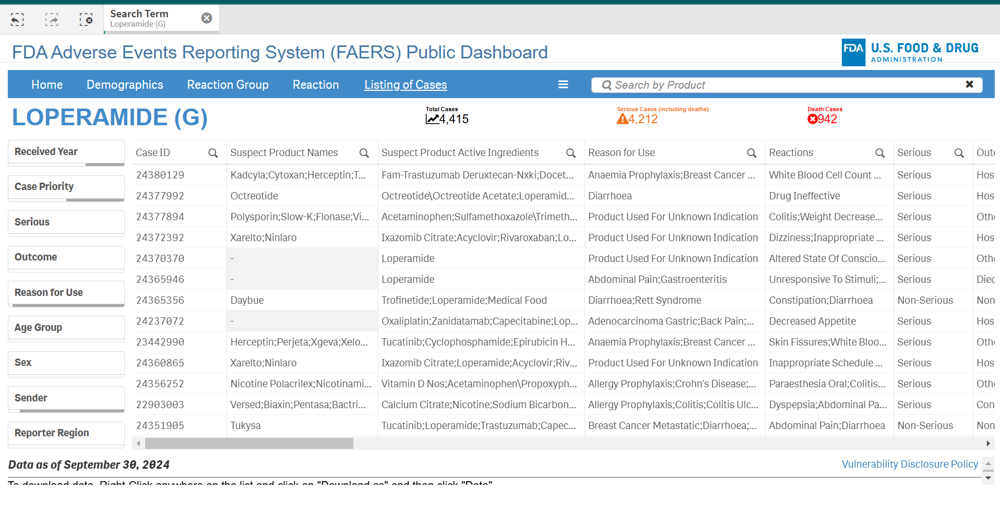 Search Term
Loperamide (G)
FDA Adverse Events Reporting System (FAERS) Public Dashboard
FDA U.S. FOOD & DRUG
ADMINISTRATION
Home Demographics Reaction Group Reaction Listing of Cases Search by Product
LOPERAMIDE (G)
Total Cases
4,415
Serious Cases (including deaths)
4,212
Death Cases
942
Received Year
Case Priority
Serious
Outcome
Reason for Use
Age Group
Sex
Sender
Reporter Region
Case ID Suspect Product Names Suspect Product Active Ingredients Reason for Use Reactions Serious Outc
24380129 Kadcyla;Cytoxan;Herceptin;T... Fam-Trastuzumab Deruxtecan-Nxki;Docet... Anaemia Prophylaxis;Breast Cancer ... White Blood Cell Count ... Serious Hos
24377992 Octreotide Octreotide\Octreotide Acetate;Loperamid... Diarrhoea Drug Ineffective Serious Hos
24377894 Polysporin;Slow-K;Flonase;Vi... Acetaminophen;Sulfamethoxazole\Trimeth... Product Used For Unknown Indication Colitis;Weight Decrease... Serious Oth
24372392 Xarelto;Ninlaro Ixazomib Citrate;Acyclovir;Rivaroxaban;Lo... Product Used For Unknown Indication Dizziness;Inappropriate ... Serious Hos
24370370 - Loperamide Product Used For Unknown Indication Altered State Of Conscio... Serious Oth
24365946 - Loperamide Abdominal Pain;Gastroenteritis Unresponsive To Stimuli;... Serious Died
24365356 Daybue Trofinetide;Loperamide;Medical Food Diarrhoea;Rett Syndrome Constipation;Diarrhoea Non-Serious Non
24237072 - Oxaliplatin;Zanidatamab;Capecitabine;Lop... Adenocarcinoma Gastric;Back Pain;... Decreased Appetite Serious Hos
23442990 Herceptin;Perjeta;Xgeva;Xelo... Tucatinib;Cyclophosphamide;Epirubicin H... Anaemia Prophylaxis;Breast Cancer ... Skin Fissures;White Bloo... Serious Oth
24360865 Xarelto;Ninlaro Ixazomib Citrate;Loperamide;Acyclovir;Riv... Product Used For Unknown Indication Inappropriate Schedule ... Serious Hos
24356252 Nicotine Polacrilex;Nicotinami... Vitamin D Nos;Acetaminophen\Propoxyph... Allergy Prophylaxis;Crohn's Disease;... Paraesthesia Oral;Colitis... Serious Oth
22903003 Versed;Biaxin;Pentasa;Bactri... Calcium Citrate;Nicotine;Sodium Bicarbon... Allergy Prophylaxis;Colitis;Colitis Ulc... Dyspepsia;Abdominal Pa... Serious Con
24351905 Tukysa Tucatinib;Loperamide;Trastuzumab;Capec... Breast Cancer Metastatic;Diarrhoea;... Abdominal Pain;Diarrhoea Non-Serious Non
Data as of September 30, 2024
Vulnerability Disclosure Policy
To download data, Right-Click anywhere on the list and click on "Download as" and then click "Data"